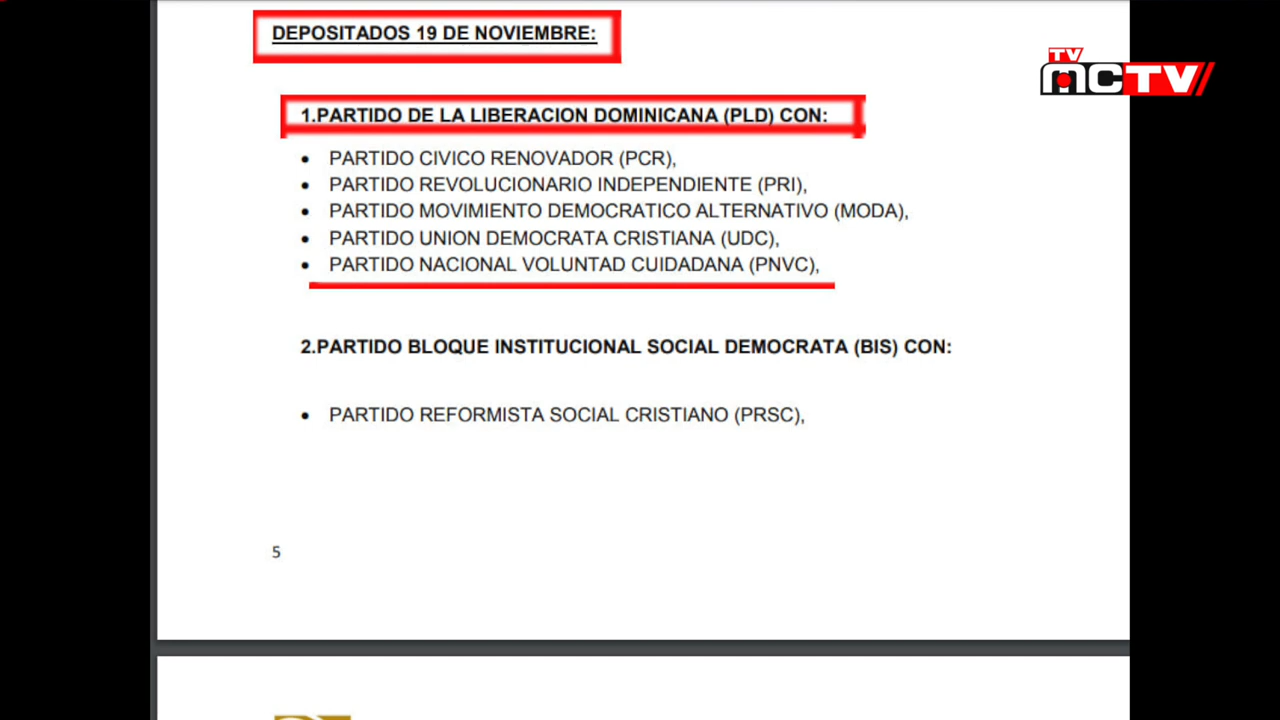 DEPOSITADOS 19 DE NOVIEMBRE:
TV
MCTV
1.PARTIDO DE LA LIBERACION DOMINICANA (PLD) CON:
• PARTIDO CIVICO RENOVADOR (PCR),
• PARTIDO REVOLUCIONARIO INDEPENDIENTE (PRI),
• PARTIDO MOVIMIENTO DEMOCRATICO ALTERNATIVO (MODA),
• PARTIDO UNION DEMOCRATA CRISTIANA (UDC),
• PARTIDO NACIONAL VOLUNTAD CUIDADANA (PNVC),
2.PARTIDO BLOQUE INSTITUCIONAL SOCIAL DEMOCRATA (BIS) CON:
• PARTIDO REFORMISTA SOCIAL CRISTIANO (PRSC),
5